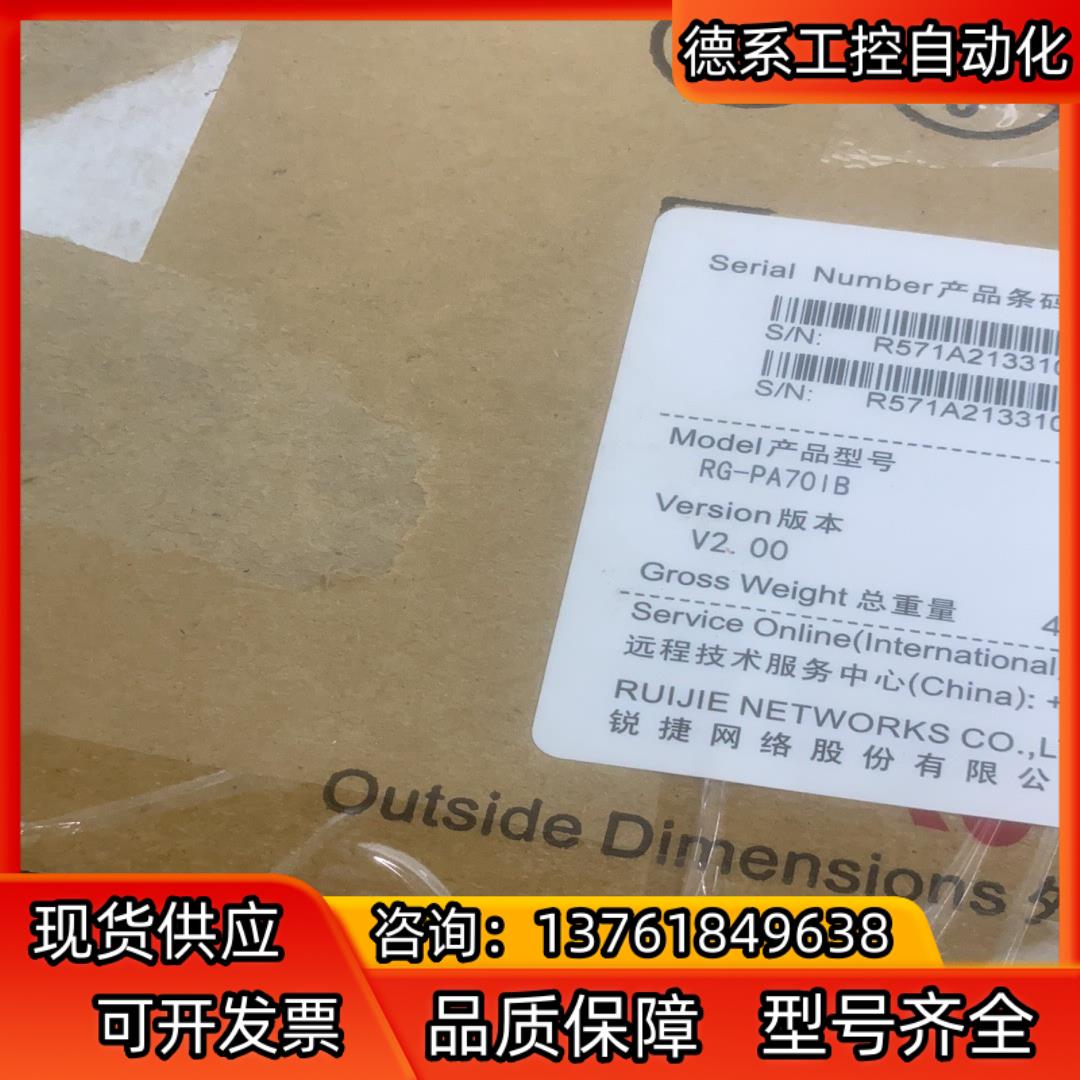 德系工控自动化
Serial Number产品条码
S/N: R571A213310
S/N: R571A213310
Model产品型号
RG-PA70IB
Version版本
V2.00
Gross Weight 总重量 4
Service Online(International)
远程技术服务中心(China): +
RUIJIE NETWORKS CO.,L
锐捷网络股份有限公
Outside Dimensions
现货供应
咨询：13761849638
可开发票
品质保障 型号齐全